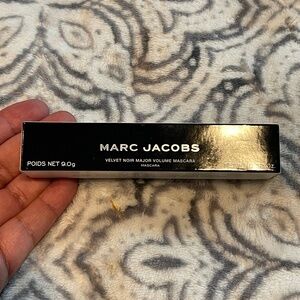 MARC JACOBS
VELVET NOIR MAJOR VOLUME MASCARA
MASCARA
POIDS NET 9.0g